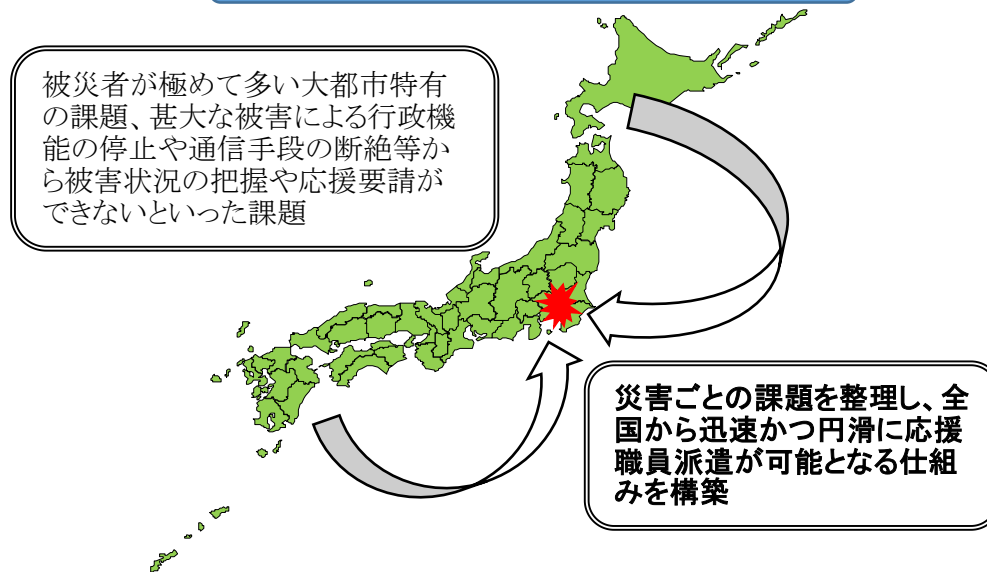 被災者が極めて多い大都市特有
の課題、甚大な被害による行政機
能の停止や通信手段の断絶等か
ら被害状況の把握や応援要請が
できないといった課題
災害ごとの課題を整理し、全
国から迅速かつ円滑に応援
職員派遣が可能となる仕組
みを構築